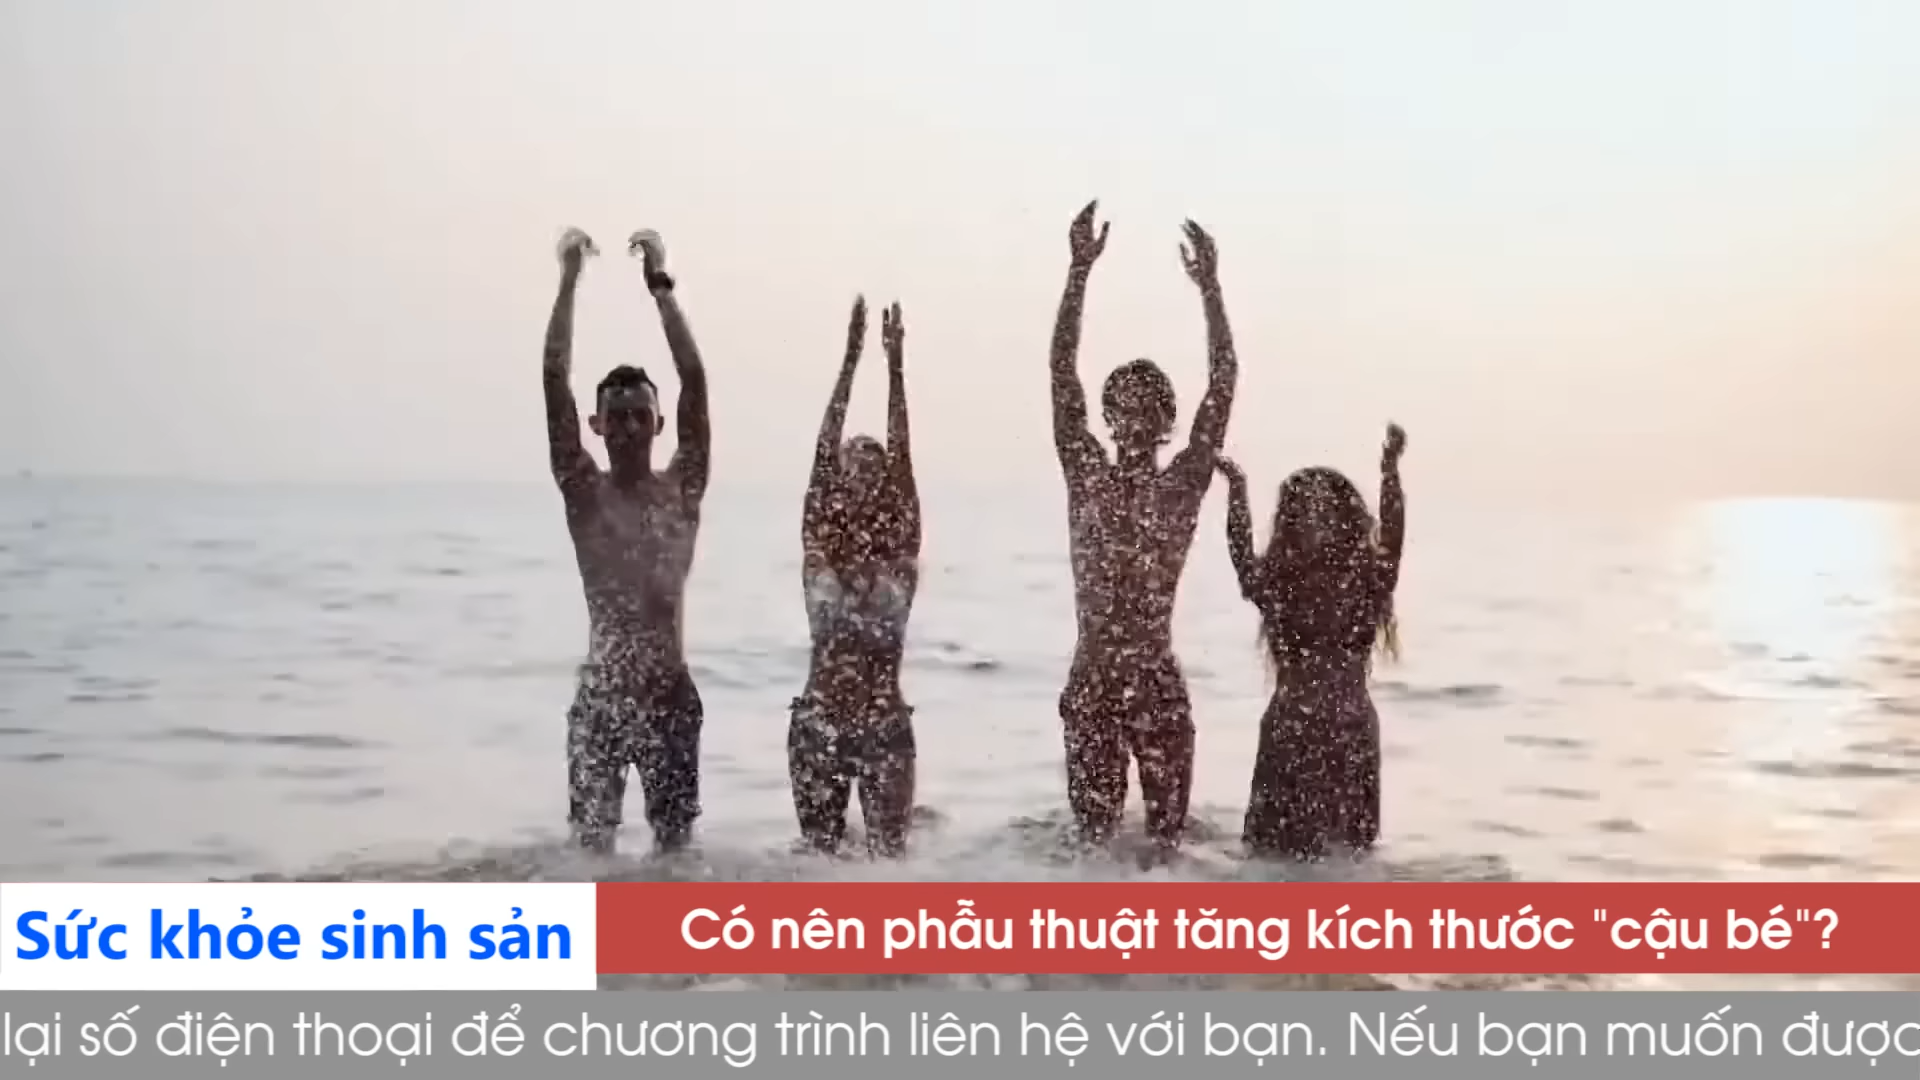 Sức khỏe sinh sản
Có nên phẫu thuật tăng kích thước "cậu bé"?
lại số điện thoại để chương trình liên hệ với bạn. Nếu bạn muốn được